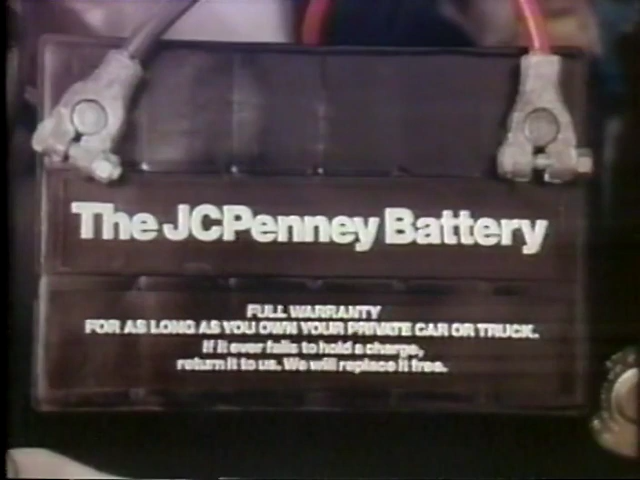 The JCPenney Battery
FULL WARRANTY
FOR AS LONG AS YOU OWN YOUR PRIVATE CAR OR TRUCK.
If it ever fails to hold a charge,
return it to us. We will replace it free.